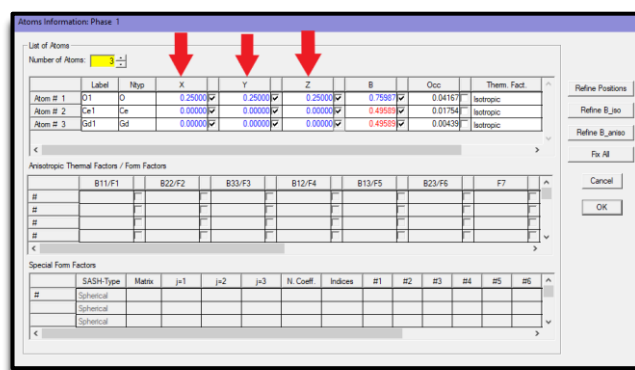 Atoms Information: Phase 1
List of Atoms
Number of Atoms: 3
Label Ntyp X Y Z B Occ Therm. Fact.
Atom # 1 O1 O 0.25000 0.25000 0.25000 0.75987 0.04167 Isotropic
Atom # 2 Ce1 Ce 0.00000 0.00000 0.00000 0.49589 0.01754 Isotropic
Atom # 3 Gd1 Gd 0.00000 0.00000 0.00000 0.49589 0.00439 Isotropic
Refine Positions
Refine B_iso
Refine B_aniso
Fix All
Cancel
OK
Anisotropic Thermal Factors / Form Factors
B11/F1 B22/F2 B33/F3 B12/F4 B13/F5 B23/F6 F7
#
#
#
#
Special Form Factors
SASH-Type Matrix j=1 j=2 j=3 N. Coeff. Indices #1 #2 #3 #4 #5 #6
# Spherical
Spherical
Spherical